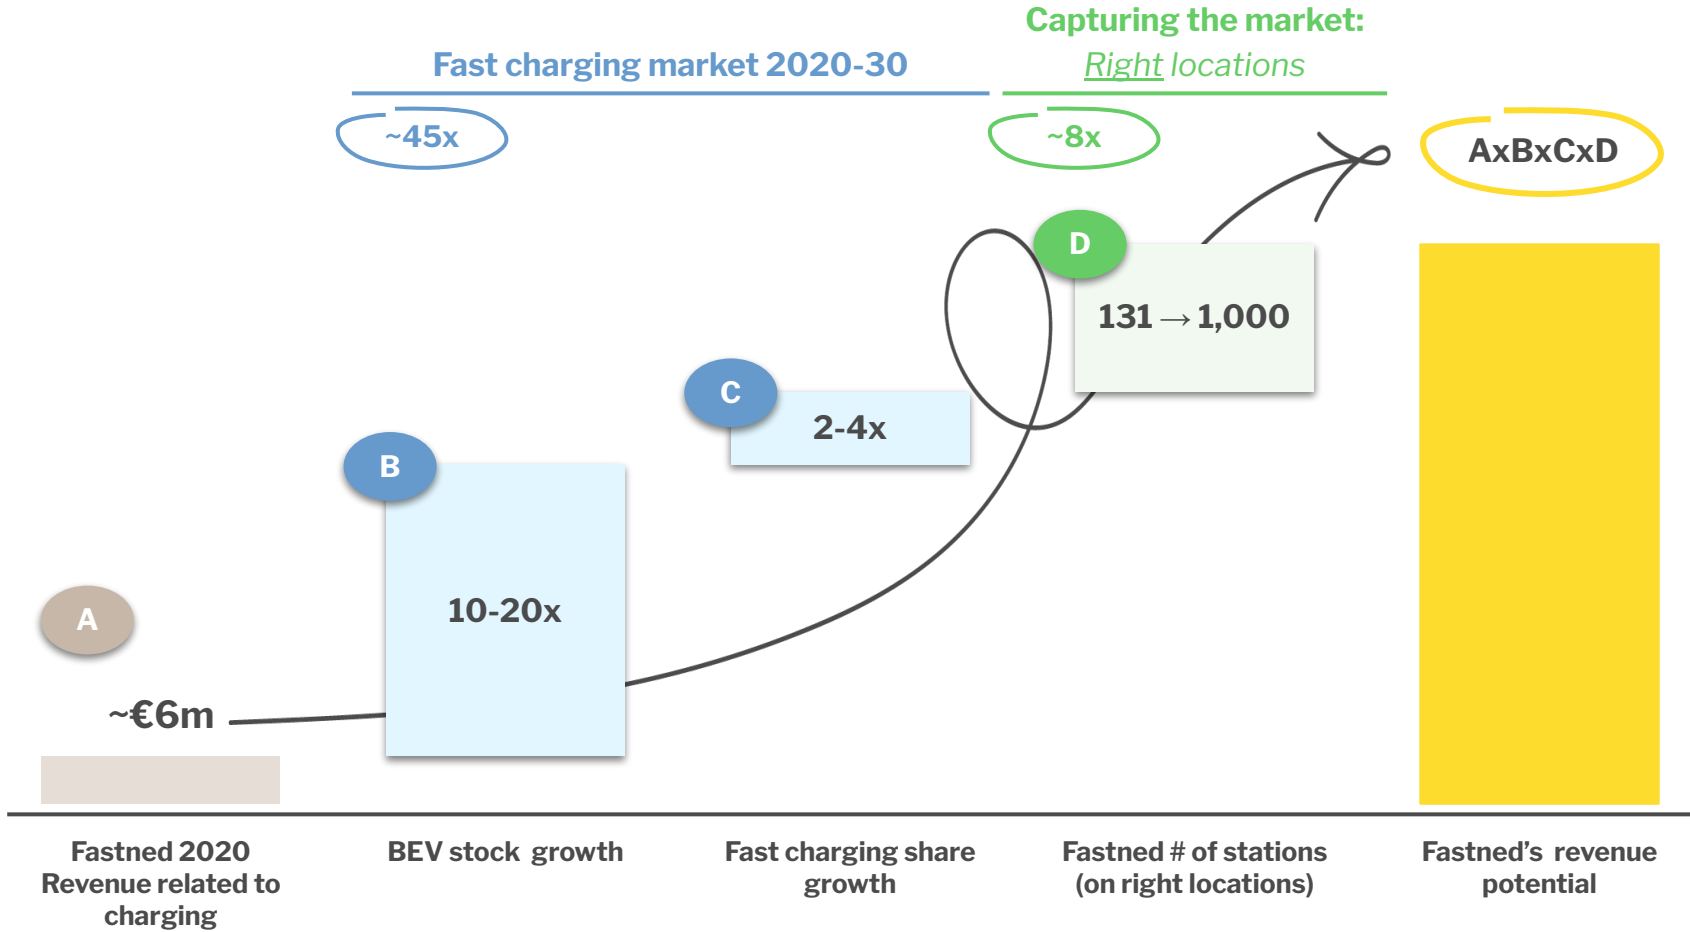 Capturing the market:
Fast charging market 2020-30
Right locations
~45x
~8x
AxBxCxD
D
131 → 1,000
C
2-4x
B
10-20x
A
~€6m
Fastned 2020
Revenue related to
charging
BEV stock growth
Fast charging share
growth
Fastned # of stations
(on right locations)
Fastned’s revenue
potential